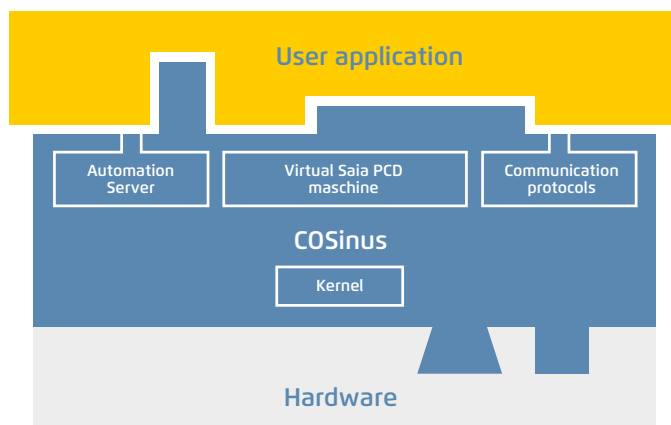 User application
Automation
Server
Virtual Saia PCD
maschine
Communication
protocols
COSinus
Kernel
Hardware